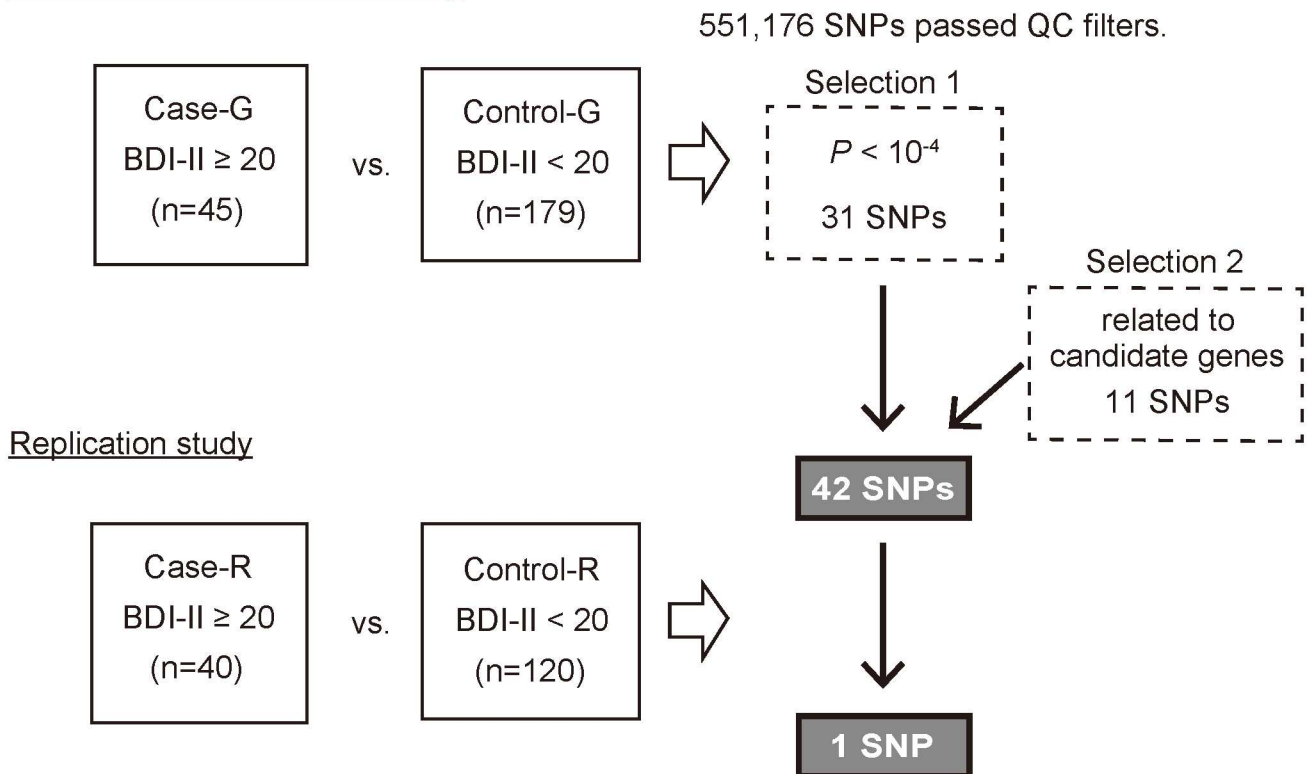 551,176 SNPs passed QC filters.
Selection 1
Case-G
BDI-II ≥ 20
(n=45)
vs.
Control-G
BDI-II < 20
(n=179)
P < 10⁻⁴
31 SNPs
Selection 2
related to
candidate genes
11 SNPs
Replication study
42 SNPs
Case-R
BDI-II ≥ 20
(n=40)
vs.
Control-R
BDI-II < 20
(n=120)
1 SNP